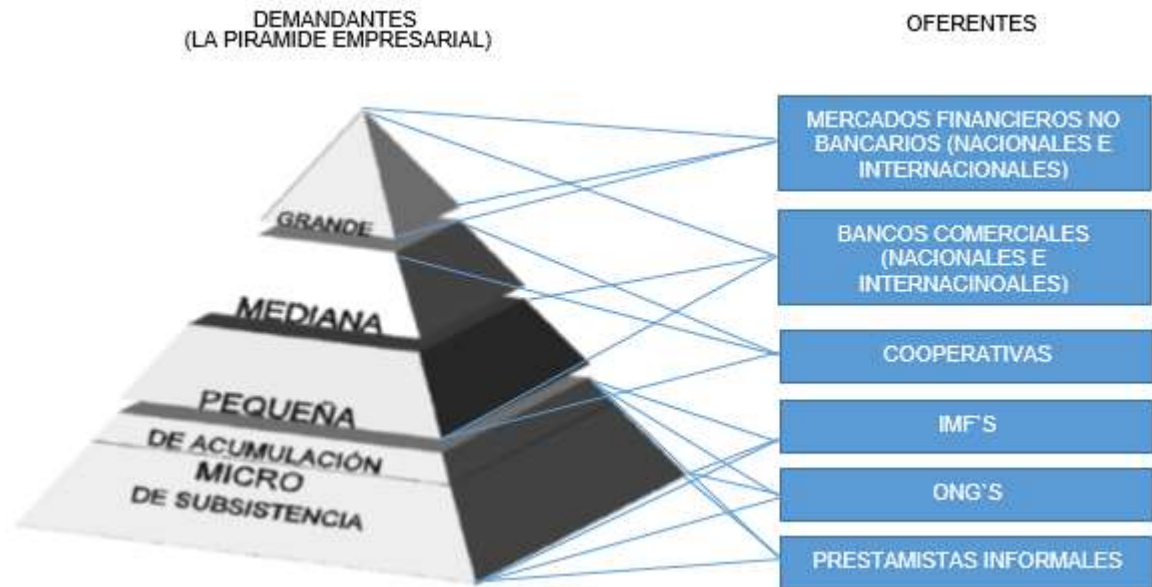 DEMANDANTES
(LA PIRAMIDE EMPRESARIAL)
OFERENTES
GRANDE
MEDIANA
PEQUEÑA
DE ACUMULACIÓN
MICRO
DE SUBSISTENCIA
MERCADOS FINANCIEROS NO
BANCARIOS (NACIONALES E
INTERNACIONALES)
BANCOS COMERCIALES
(NACIONALES E
INTERNACINOALES)
COOPERATIVAS
IMF`S
ONG`S
PRESTAMISTAS INFORMALES